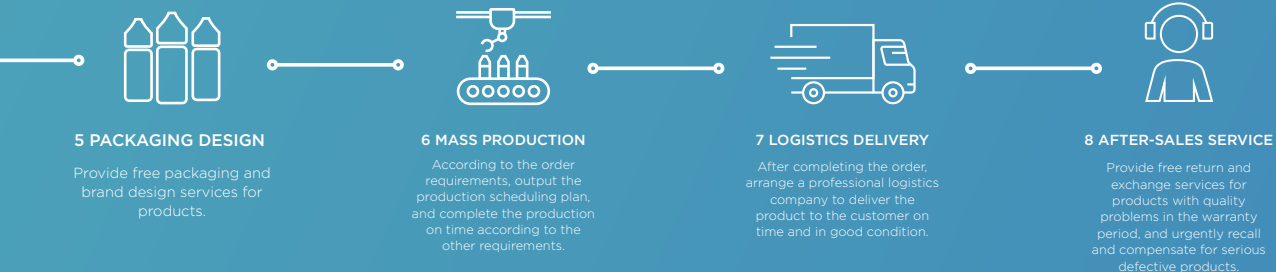 5 PACKAGING DESIGN
Provide free packaging and
brand design services for
products.
6 MASS PRODUCTION
According to the order
requirements, output the
production scheduling plan,
and complete the production
on time according to the
other requirements.
7 LOGISTICS DELIVERY
After completing the order,
arrange a professional logistics
company to deliver the
product to the customer on
time and in good condition.
8 AFTER-SALES SERVICE
Provide free return and
exchange services for
products with quality
problems in the warranty
period, and urgently recall
and compensate for serious
defective products.